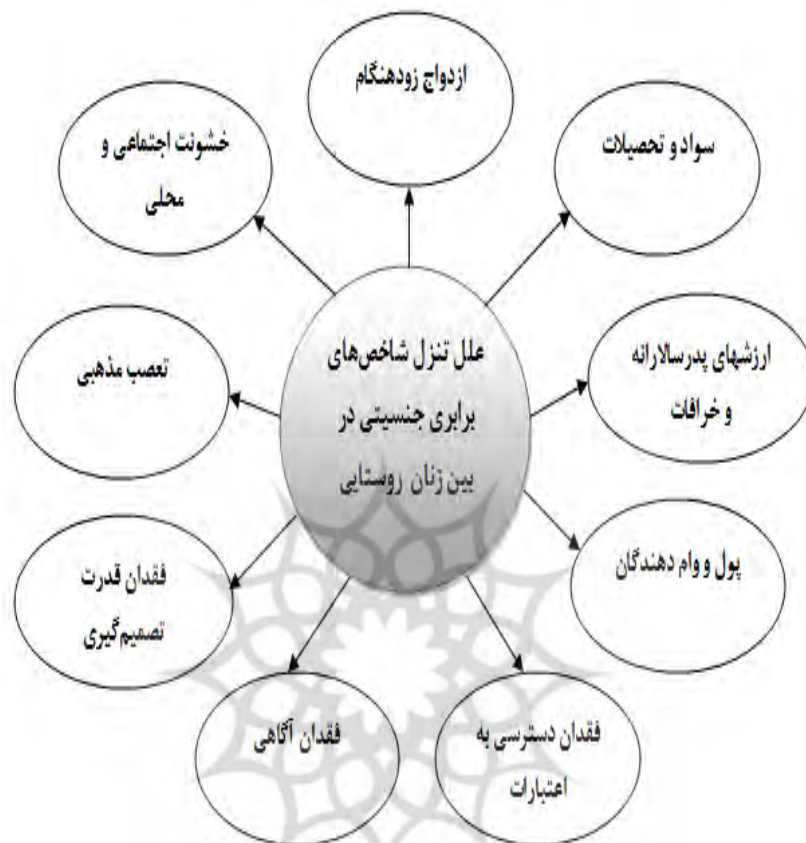 ازدواج زودهنگام
سواد و تحصیلات
ارزشهای پدرسالارانه
و خرافات
پول و وام دهندگان
فقدان دسترسی به
اعتبارات
فقدان آگاهی
فقدان قدرت
تصمیم‌گیری
تعصب مذهبی
خشونت اجتماعی و
محلی
علل تنزل شاخص‌های
برابری جنسیتی در
بین زنان روستایی